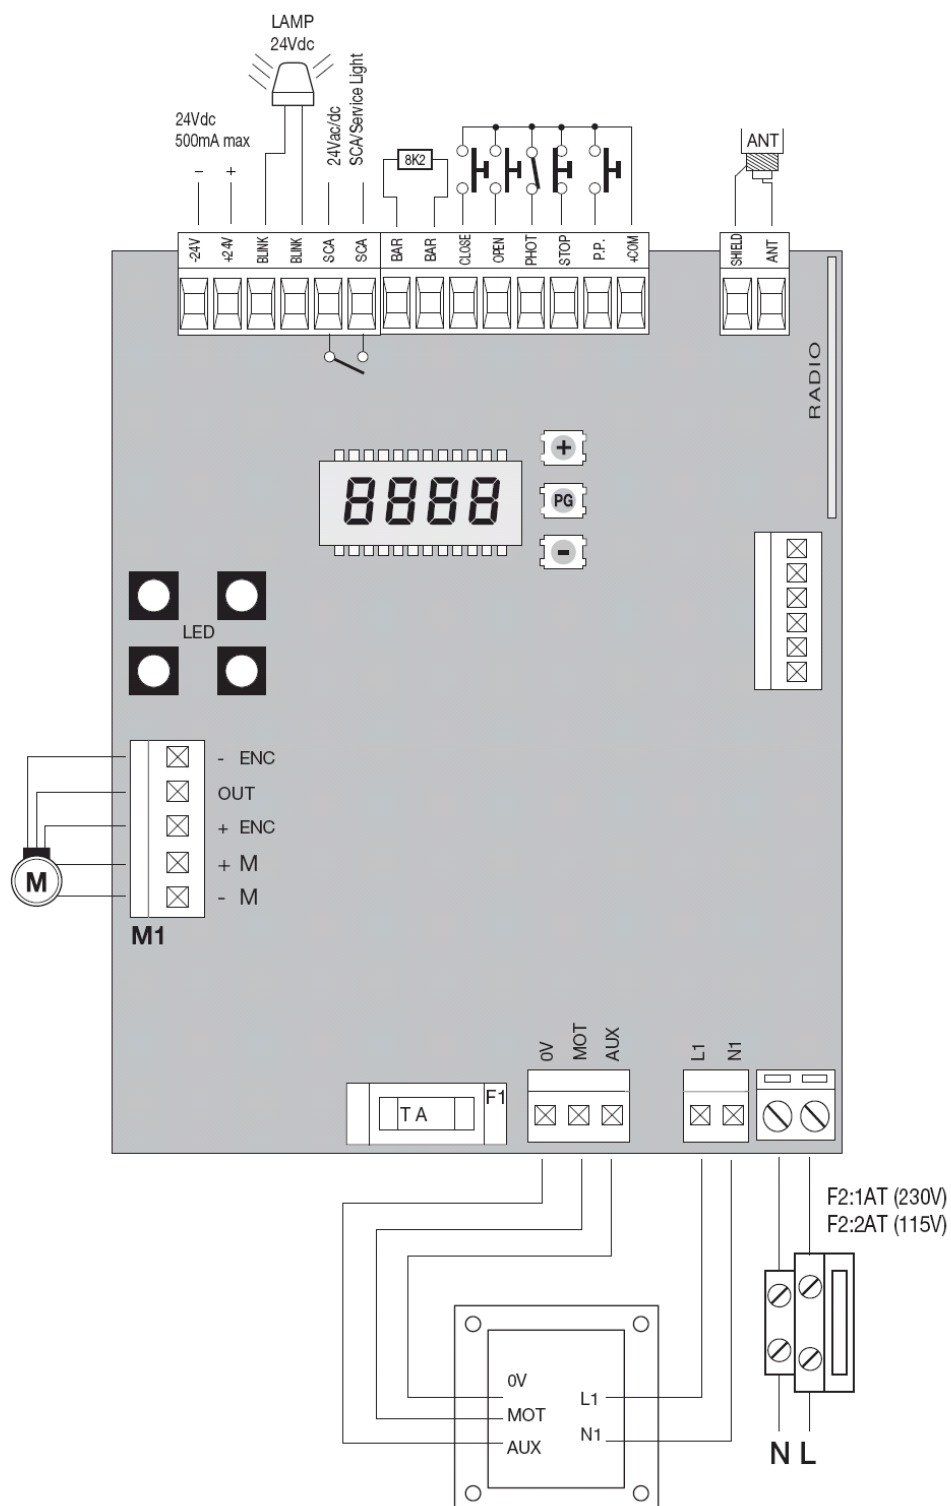 LAMP
24Vdc
24Vdc
500mA max
- +
24Vac/dc
SCA/Service Light
8K2
ANT
-24V
+24V
BLINK
BLINK
SCA
SCA
BAR
BAR
CLOSE
OPEN
PHOT
STOP
P.P.
+COM
SHIELD
ANT
RADIO
+
8888
PG
-
LED
- ENC
OUT
+ ENC
+ M
- M
M
M1
0V
MOT
AUX
L1
N1
T A
F1
F2:1AT (230V)
F2:2AT (115V)
0V
MOT
AUX
L1
N1
N L